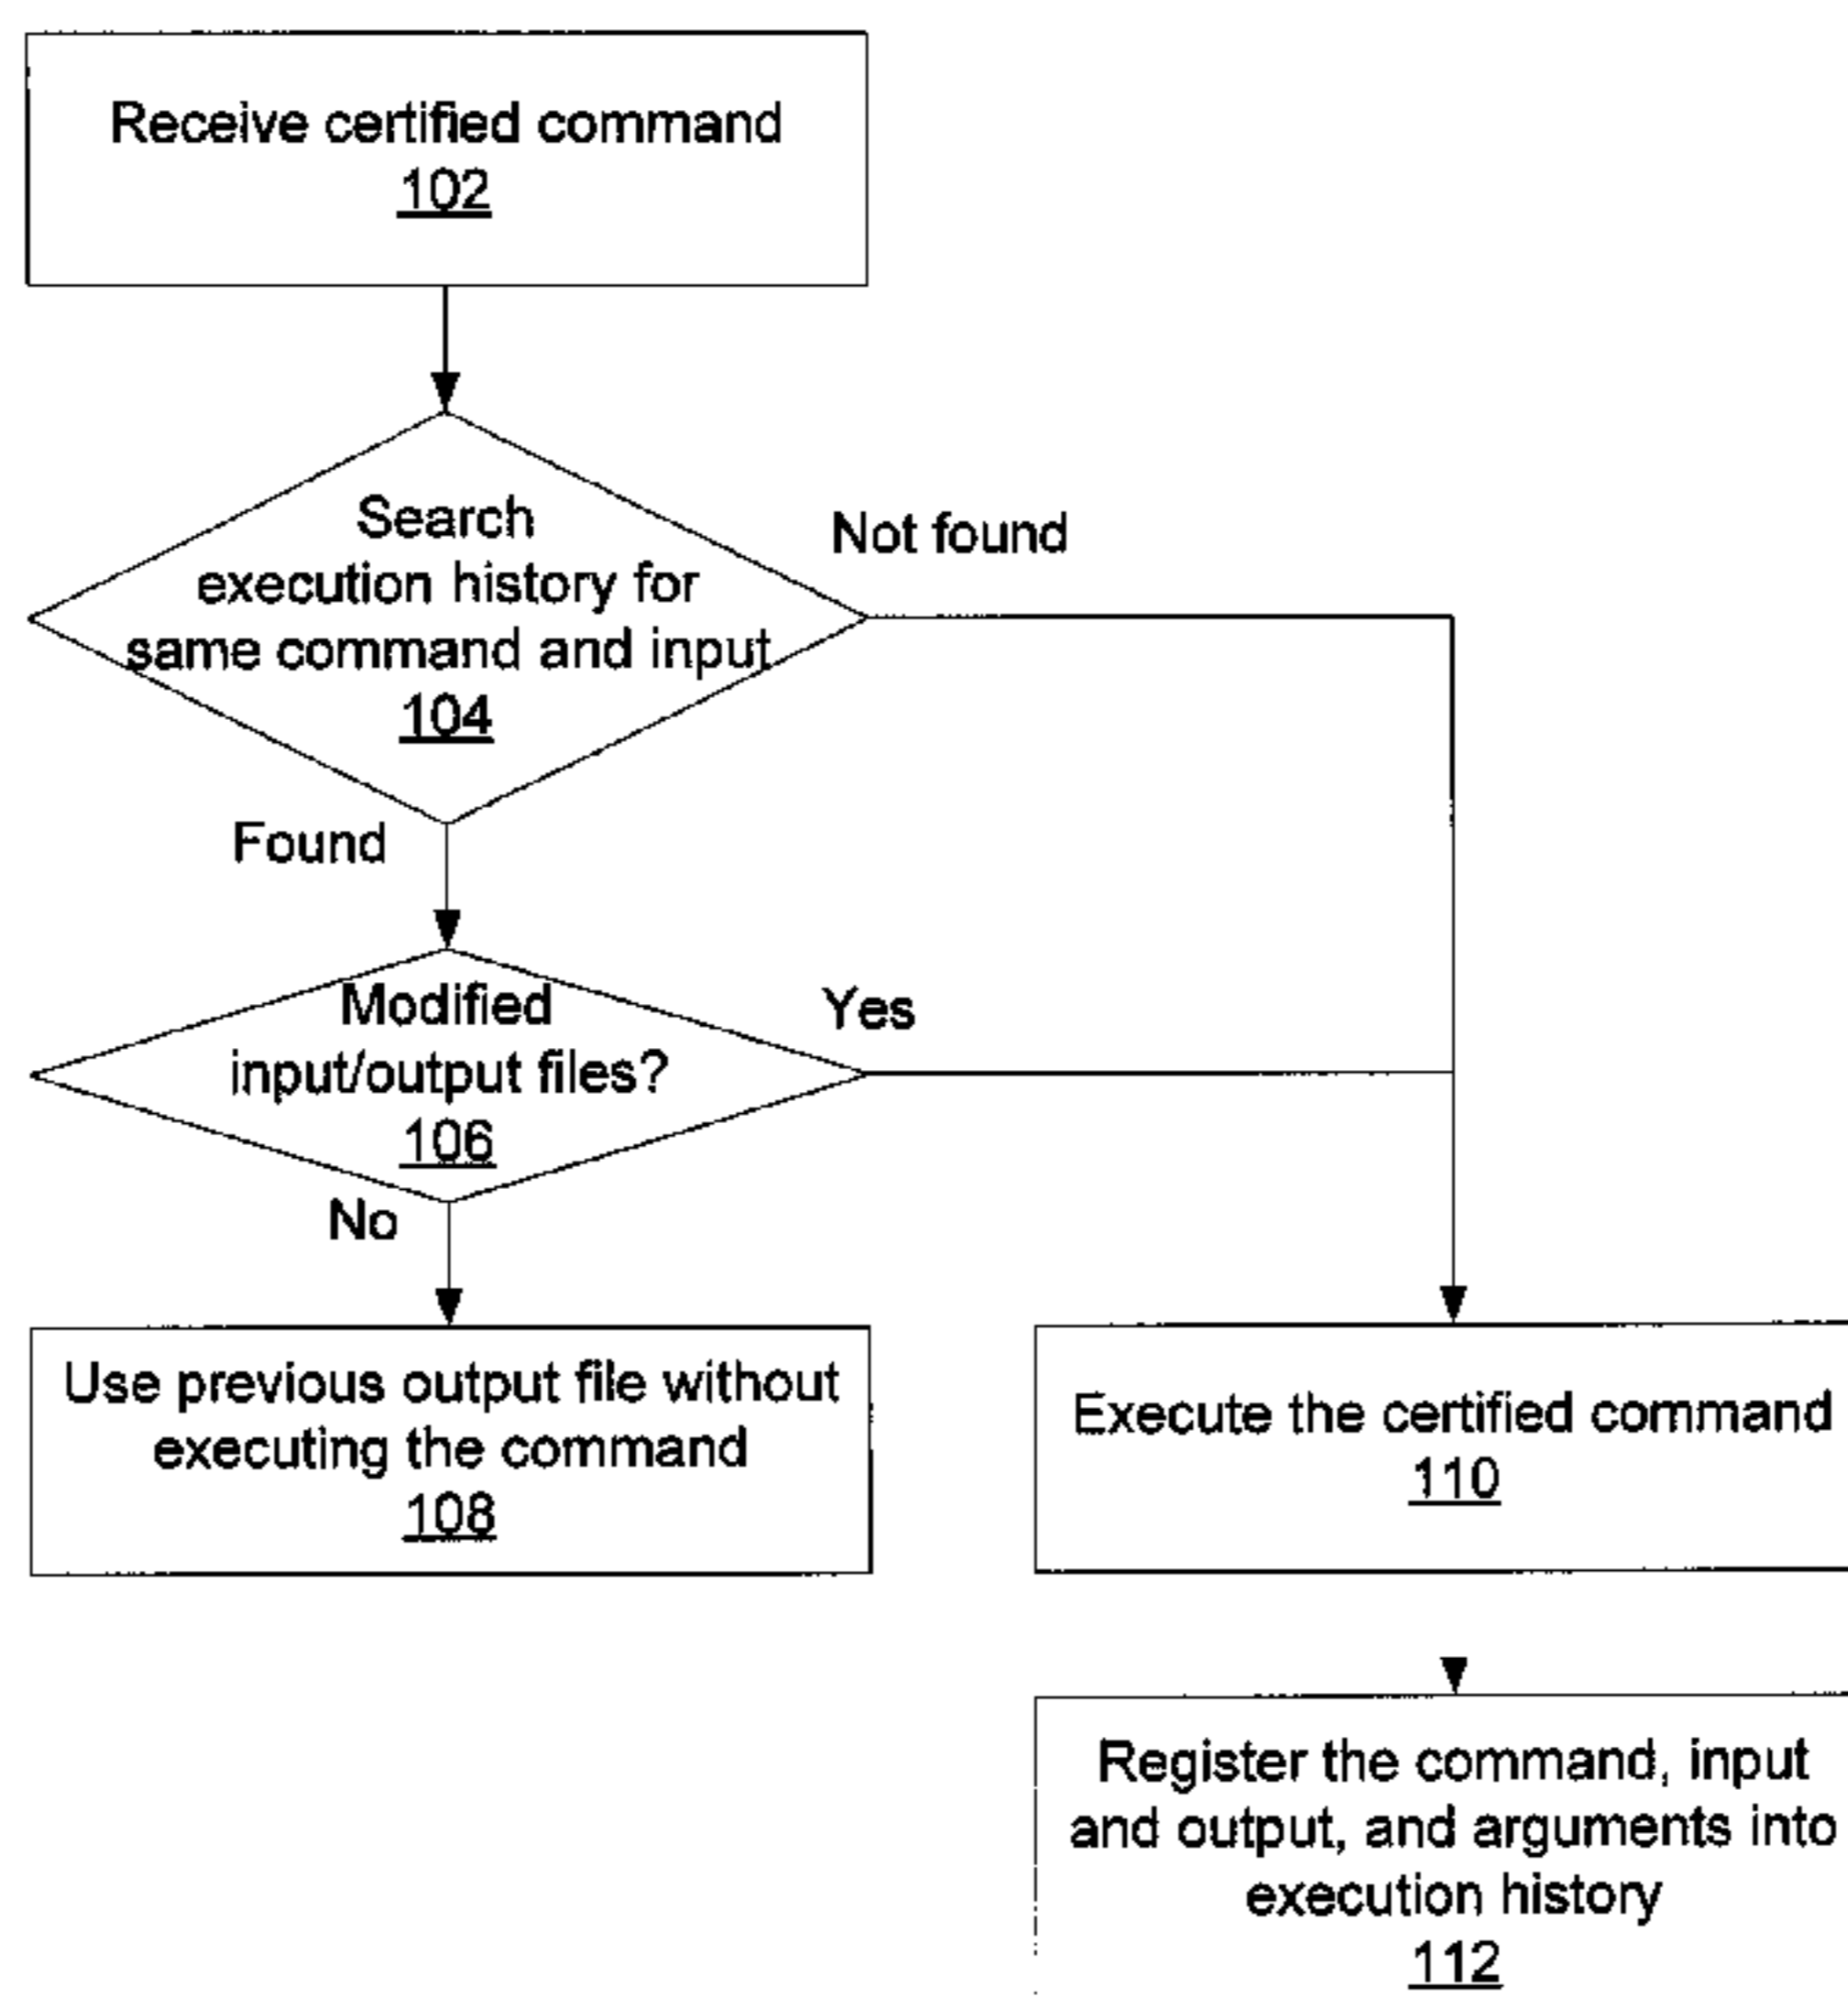 Receive certified command
102
Search
execution history for
same command and input
104
Not found
Found
Modified
input/output files?
106
Yes
No
Use previous output file without
executing the command
108
Execute the certified command
110
Register the command, input
and output, and arguments into
execution history
112